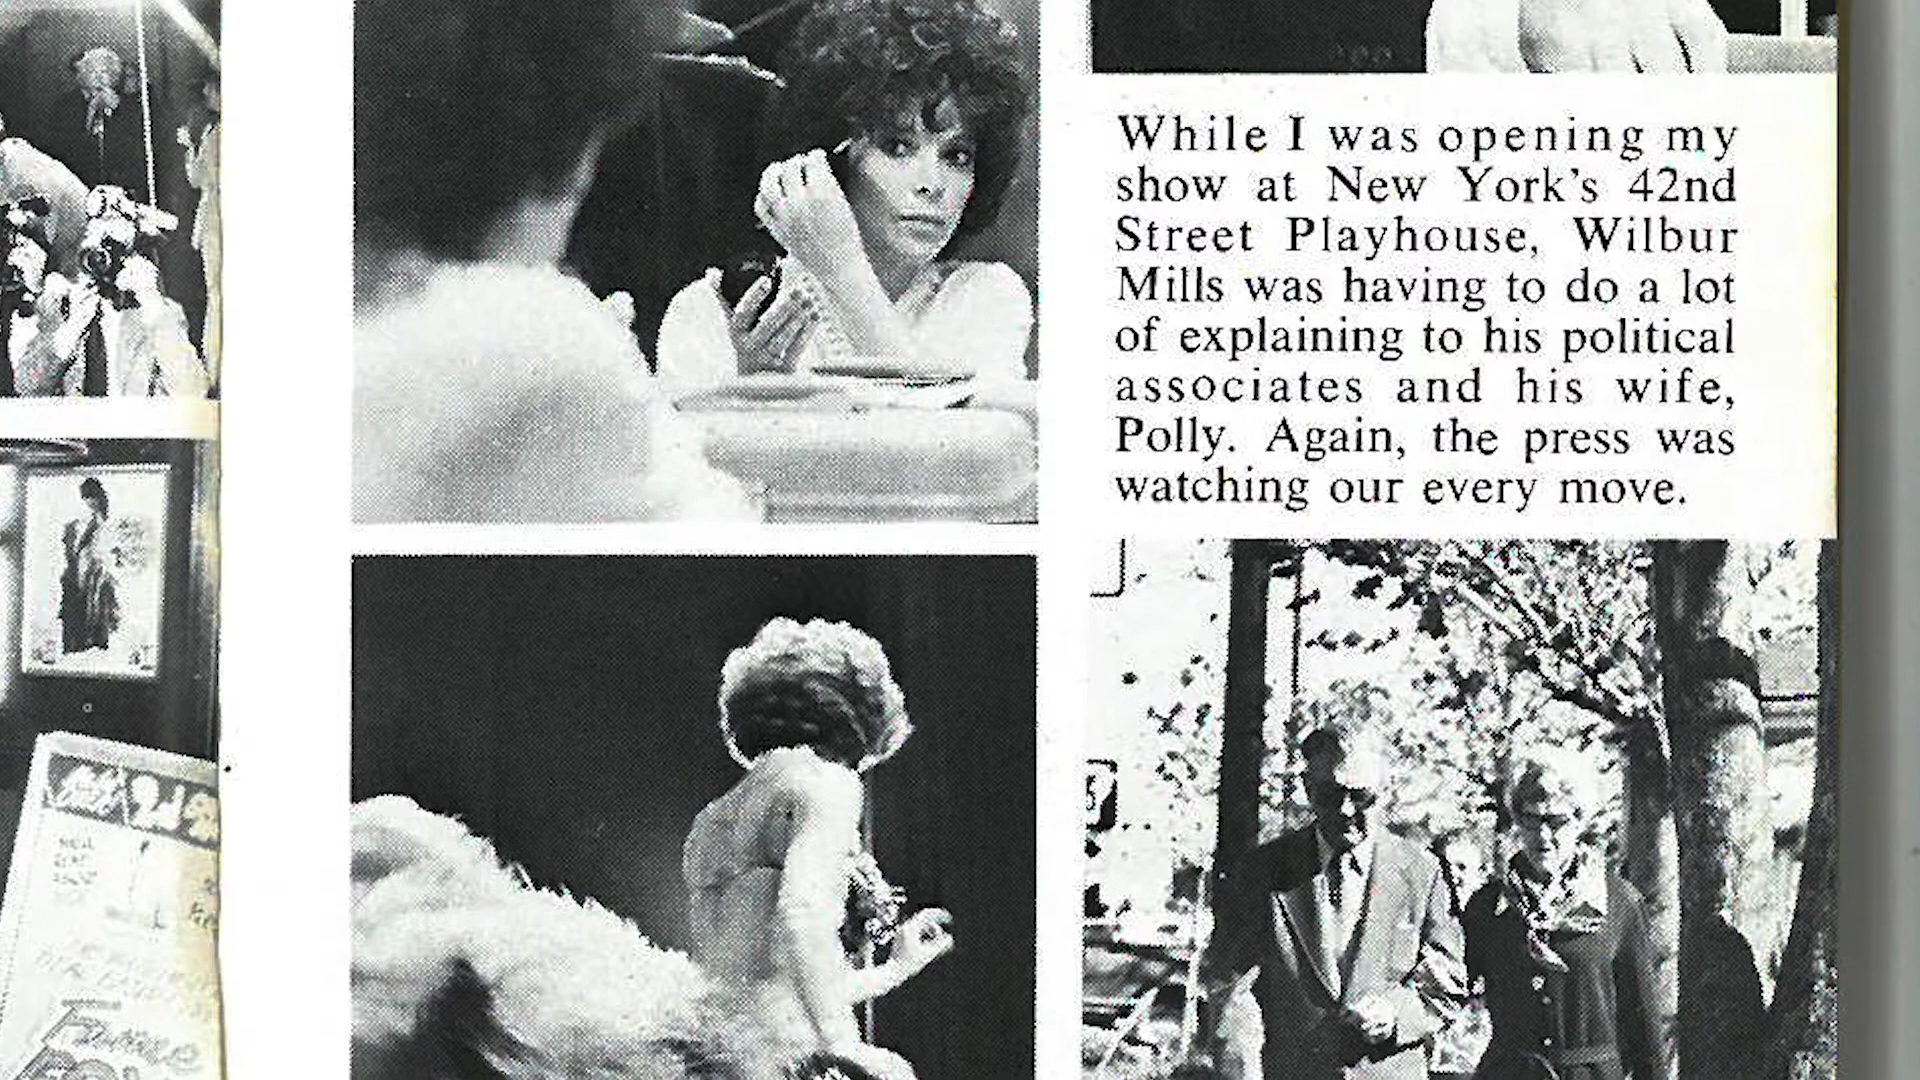 While I was opening my
show at New York's 42nd
Street Playhouse, Wilbur
Mills was having to do a lot
of explaining to his political
associates and his wife,
Polly. Again, the press was
watching our every move.
Fanne